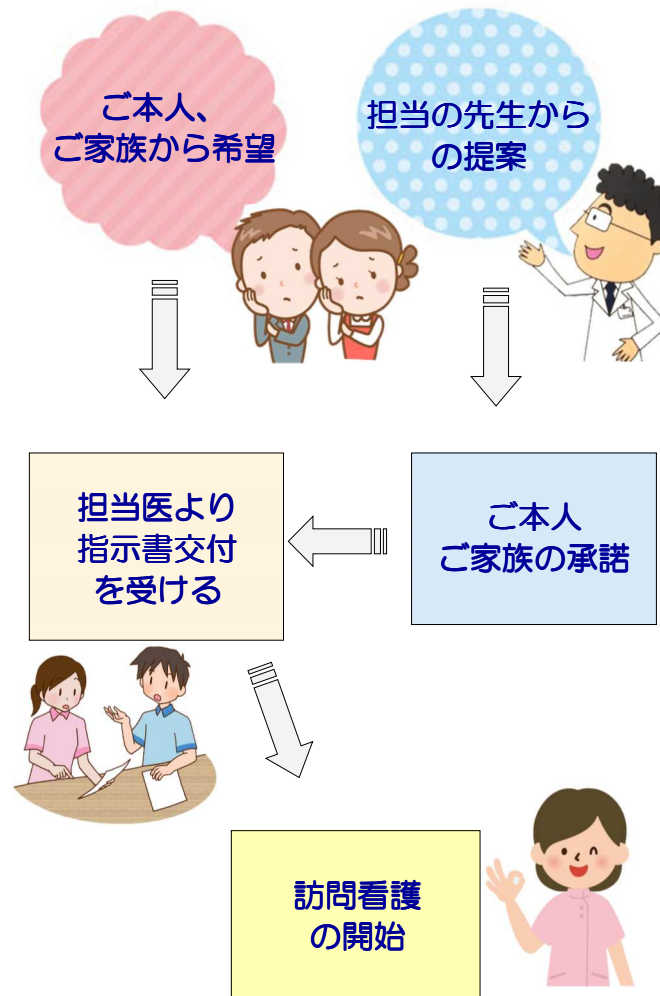 ご本人、
ご家族から希望
担当の先生から
の提案
担当医より
指示書交付
を受ける
ご本人
ご家族の承諾
訪問看護
の開始